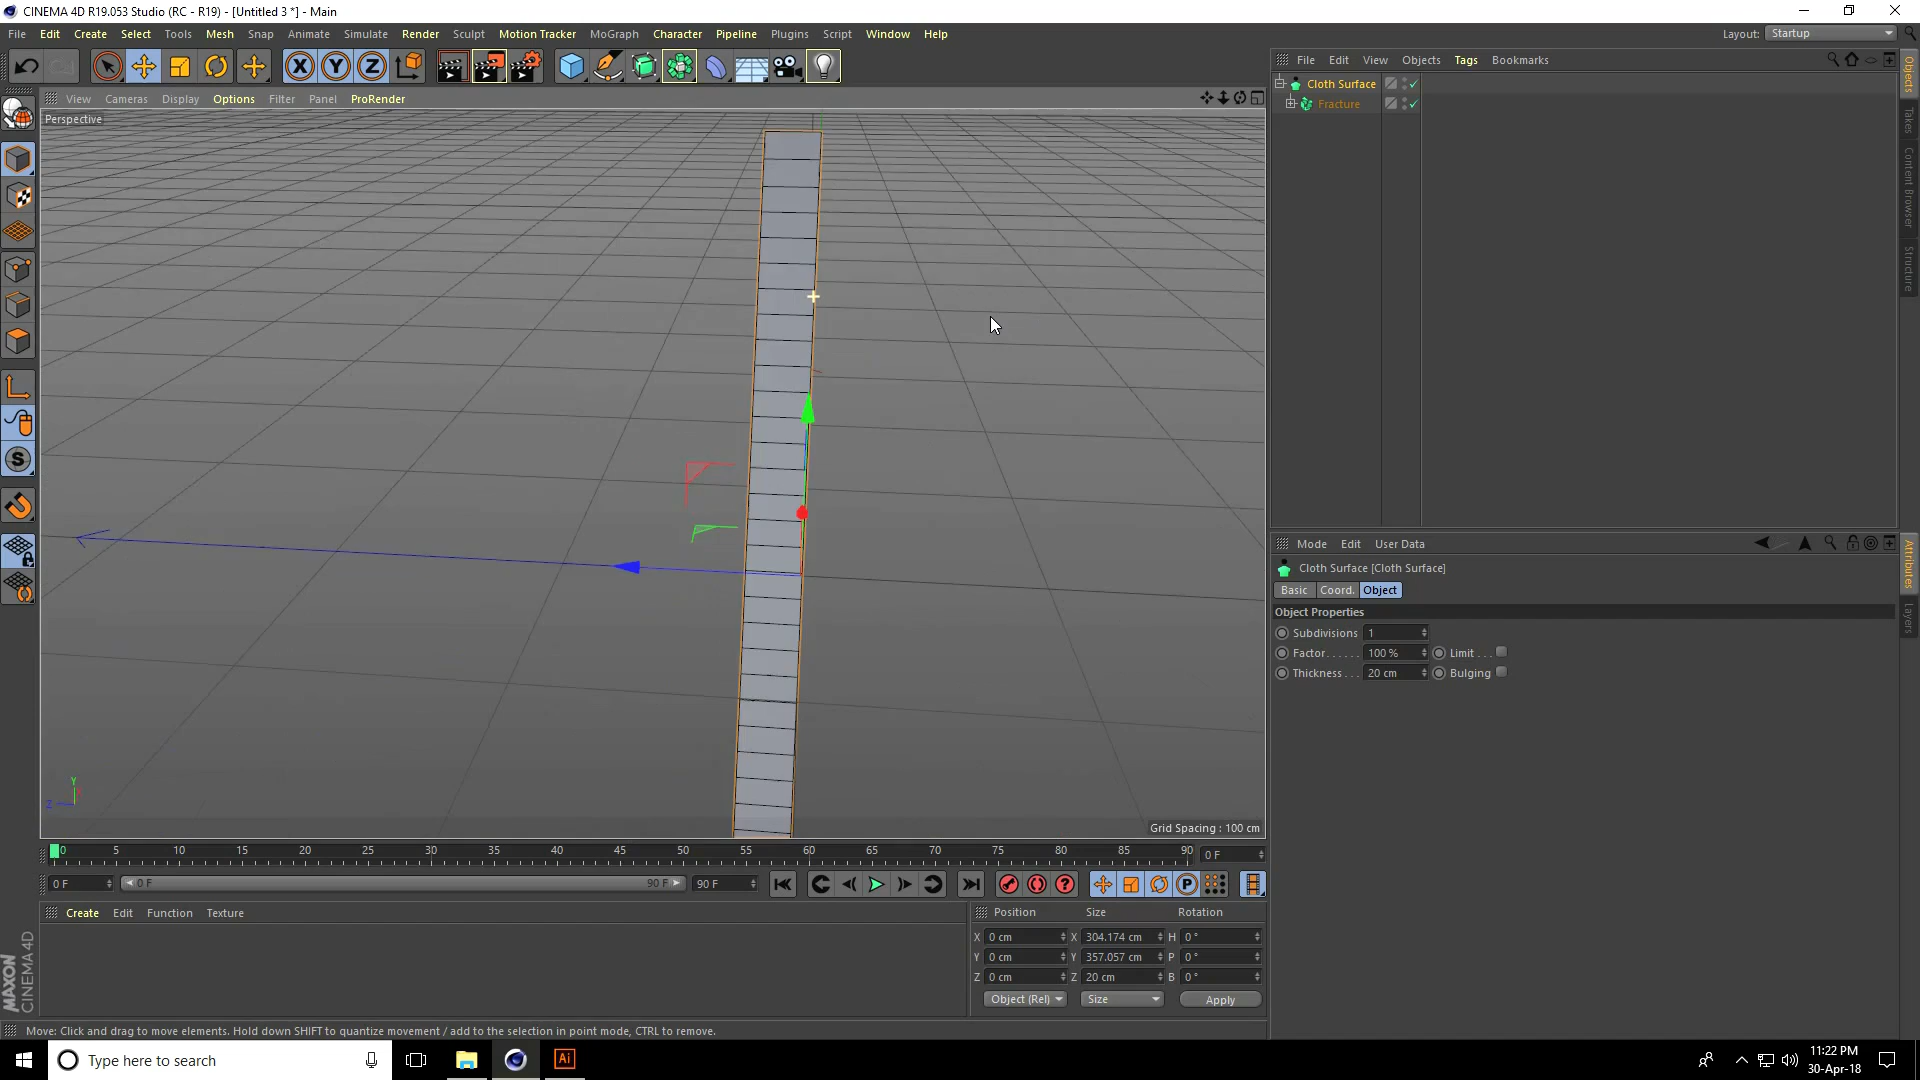 CINEMA 4D R19.053 Studio (RC - R19) - [Untitled 3 *] - Main
File Edit Create Select Tools Mesh Snap Animate Simulate Render Sculpt Motion Tracker MoGraph Character Pipeline Plugins Script Window Help
Layout: Startup
X Y Z
File Edit View Objects Tags Bookmarks
View Cameras Display Options Filter Panel ProRender
Perspective
Cloth Surface
Fracture
Objects
Takes
Content Browser
Structure
S
Y
Z
Grid Spacing : 100 cm
Mode Edit User Data
Cloth Surface [Cloth Surface]
Basic Coord. Object
Object Properties
Subdivisions 1
Factor...... 100 % Limit ...
Thickness ... 20 cm Bulging
Attributes
Layers
0 5 10 15 20 25 30 35 40 45 50 55 60 65 70 75 80 85 90 0 F
0 F 0 F 90 F 90 F
P
Create Edit Function Texture
Position Size Rotation
X 0 cm X 304.174 cm H 0 °
Y 0 cm Y 357.057 cm P 0 °
Z 0 cm Z 20 cm B 0 °
Object (Rel) Size Apply
MAXON
CINEMA 4D
Move: Click and drag to move elements. Hold down SHIFT to quantize movement / add to the selection in point mode, CTRL to remove.
Type here to search
Ai
11:22 PM
30-Apr-18